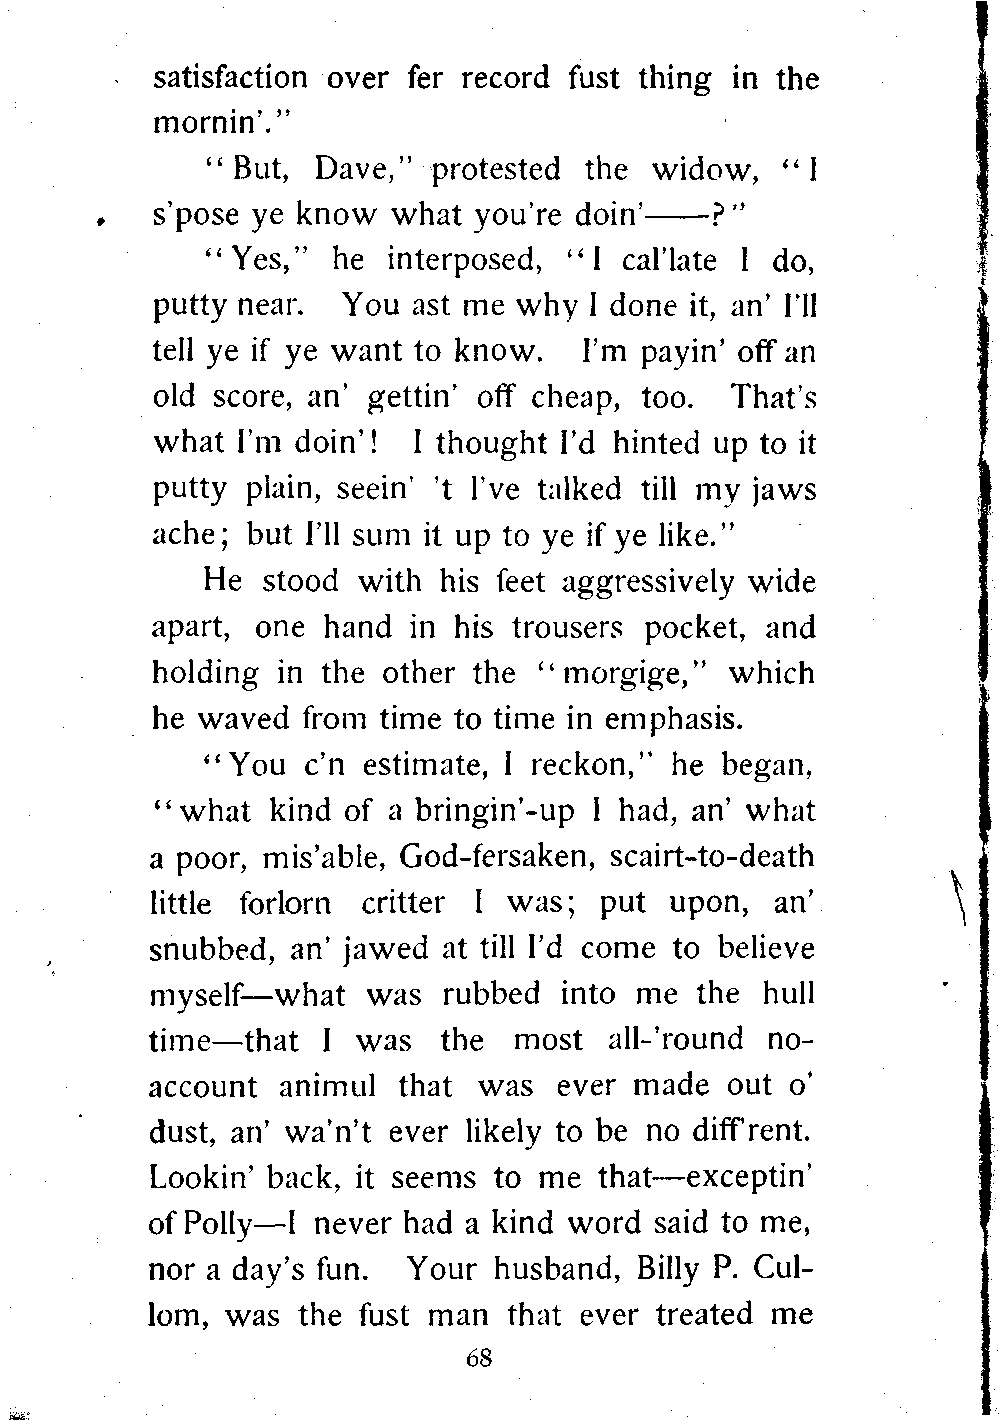 satisfaction over fer record fust thing in the
mornin'."
"But, Dave," protested the widow, "I
s'pose ye know what you're doin'——?"
"Yes," he interposed, "I cal'late I do,
putty near. You ast me why I done it, an' I'll
tell ye if ye want to know. I'm payin' off an
old score, an' gettin' off cheap, too. That's
what I'm doin'! I thought I'd hinted up to it
putty plain, seein' 't I've talked till my jaws
ache; but I'll sum it up to ye if ye like."
He stood with his feet aggressively wide
apart, one hand in his trousers pocket, and
holding in the other the "morgige," which
he waved from time to time in emphasis.
"You c'n estimate, I reckon," he began,
"what kind of a bringin'-up I had, an' what
a poor, mis'able, God-fersaken, scairt-to-death
little forlorn critter I was; put upon, an'
snubbed, an' jawed at till I'd come to believe
myself—what was rubbed into me the hull
time—that I was the most all-'round no-
account animul that was ever made out o'
dust, an' wa'n't ever likely to be no diff'rent.
Lookin' back, it seems to me that—exceptin'
of Polly—I never had a kind word said to me,
nor a day's fun. Your husband, Billy P. Cul-
lom, was the fust man that ever treated me
68